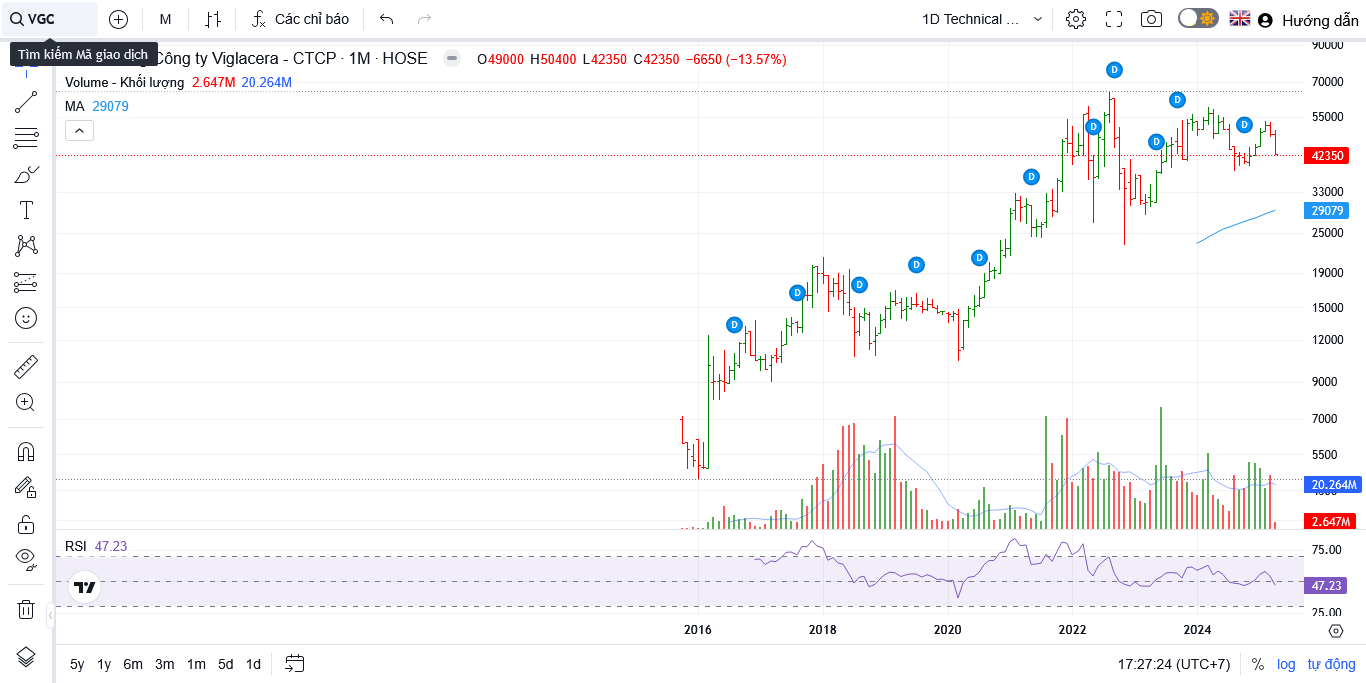 VGC M Các chỉ báo 1D Technical ... Hướng dẫn
Tìm kiếm Mã giao dịch
Công ty Viglacera - CTCP · 1M · HOSE O49000 H50400 L42350 C42350 −6650 (−13.57%)
Volume - Khối lượng 2.647M 20.264M
MA 29079
90000
70000
55000
42350
33000
29079
25000
19000
15000
12000
9000
7000
5500
20.264M
2.647M
D
D
D
D
D
D
D
D
D
D
D
D
RSI 47.23
75.00
47.23
25.00
2016 2018 2020 2022 2024
5y 1y 6m 3m 1m 5d 1d 17:27:24 (UTC+7) % log tự động